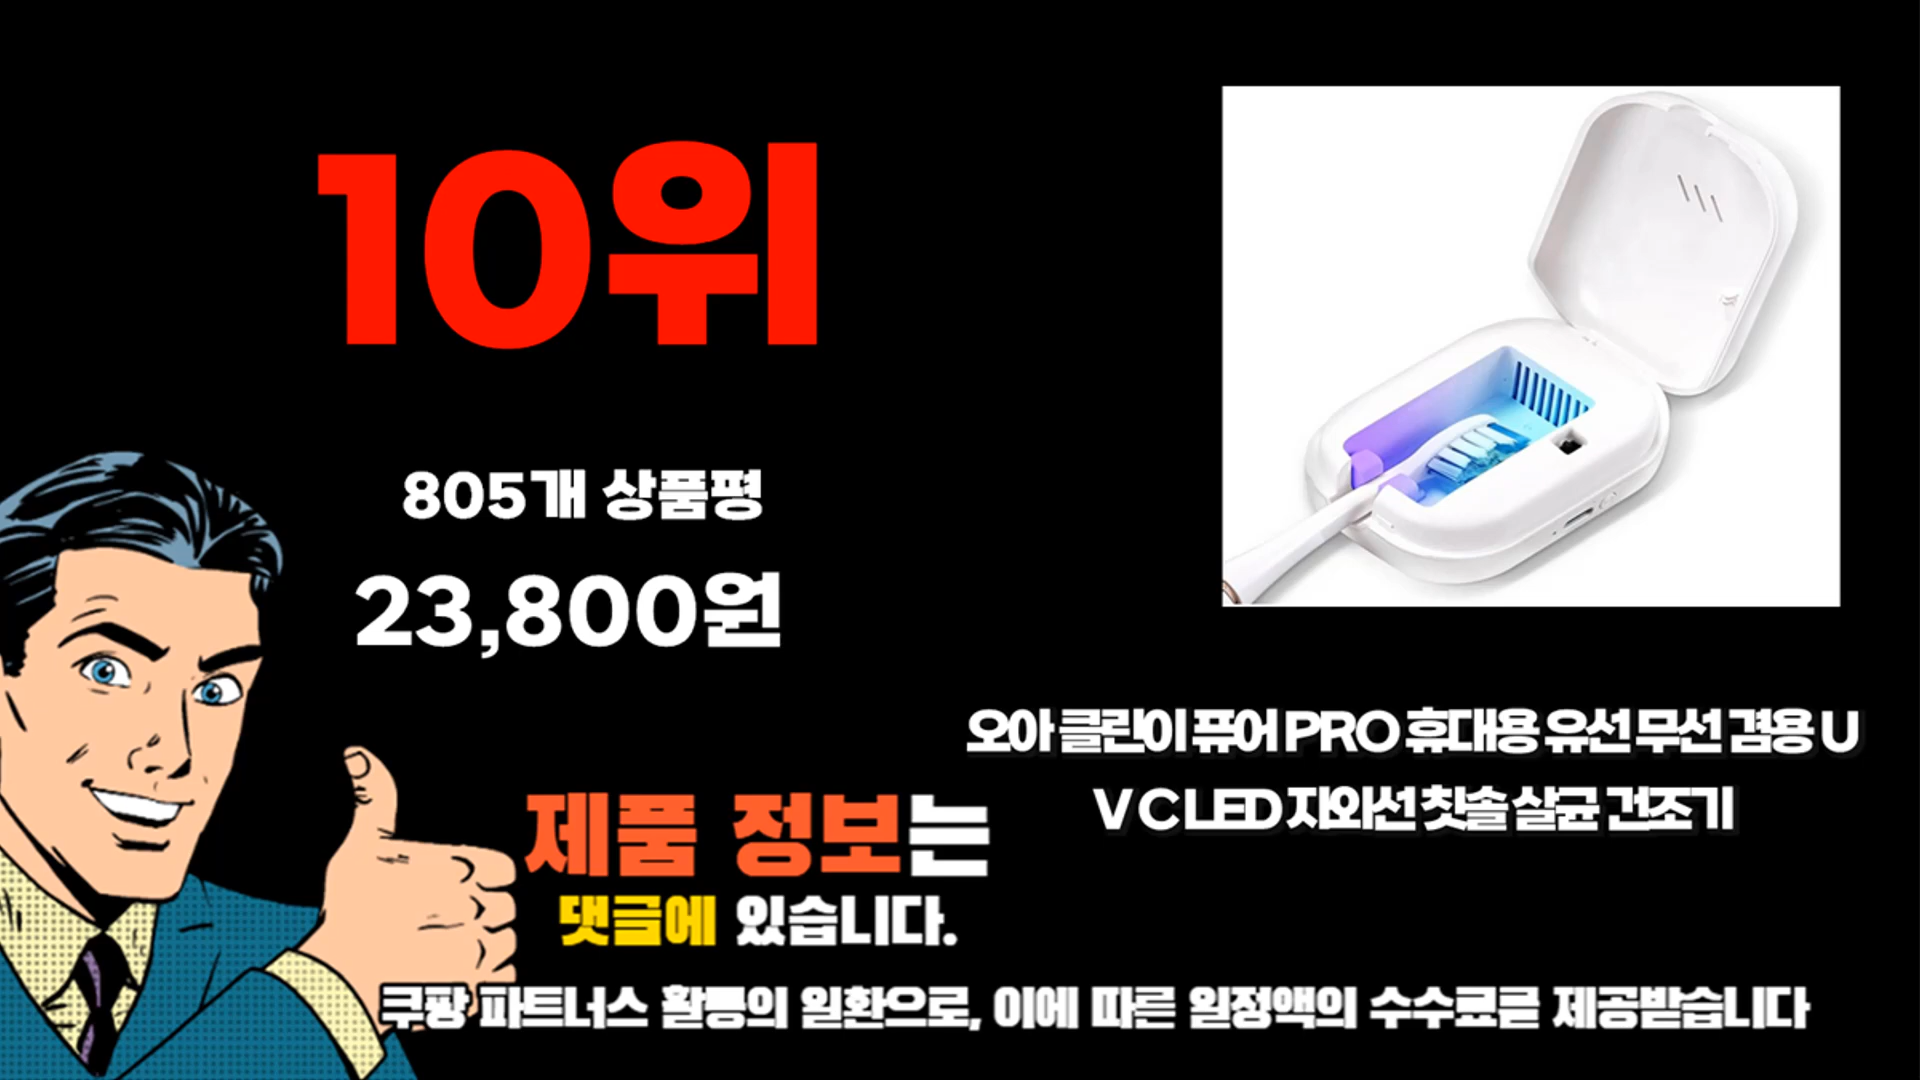 10위
805개 상품평
23,800원
오아 클린이 퓨어 PRO 휴대용 유선 무선 겸용 U
V C LED 자외선 칫솔 살균 건조기
제품 정보는
댓글에 있습니다.
쿠팡 파트너스 활동의 일환으로, 이에 따른 일정액의 수수료를 제공받습니다